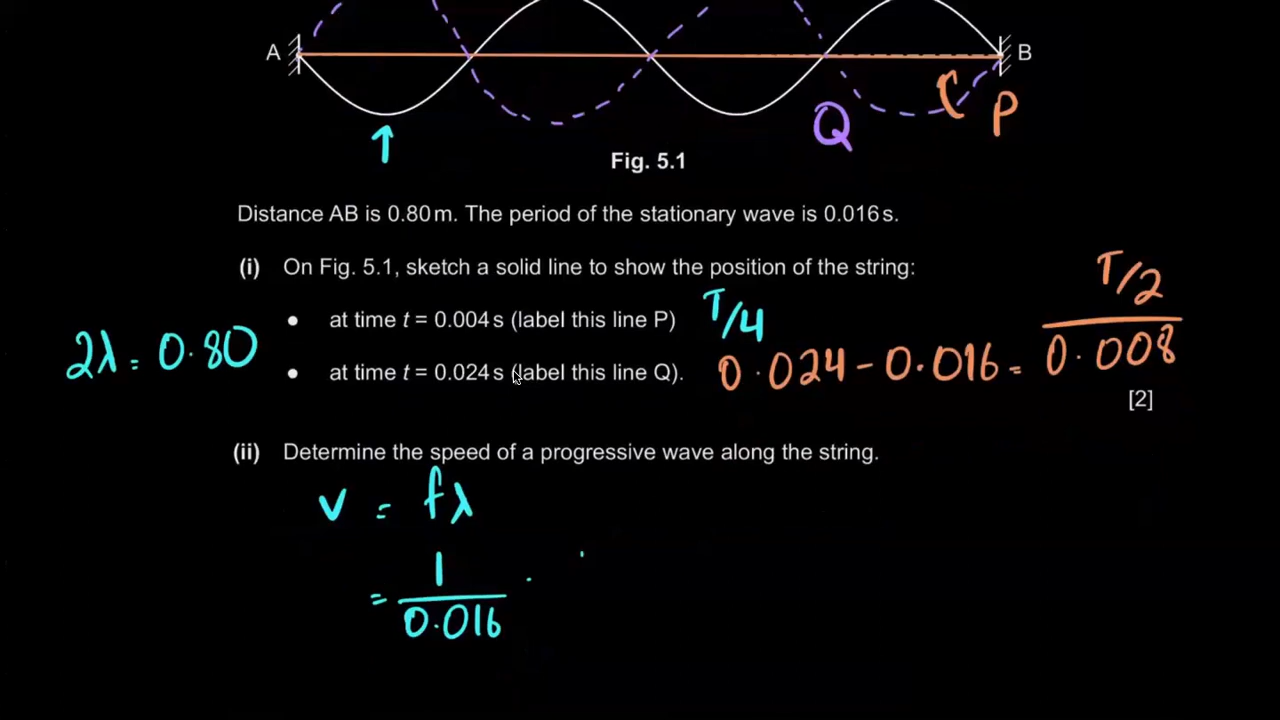 A B
Q P
Fig. 5.1
Distance AB is 0.80 m. The period of the stationary wave is 0.016 s.
(i) On Fig. 5.1, sketch a solid line to show the position of the string:
T/2
• at time t = 0.004 s (label this line P) T/4
2λ = 0.80
• at time t = 0.024 s (label this line Q). 0.024 - 0.016 = 0.008
[2]
(ii) Determine the speed of a progressive wave along the string.
v = fλ
= 1
0.016 .